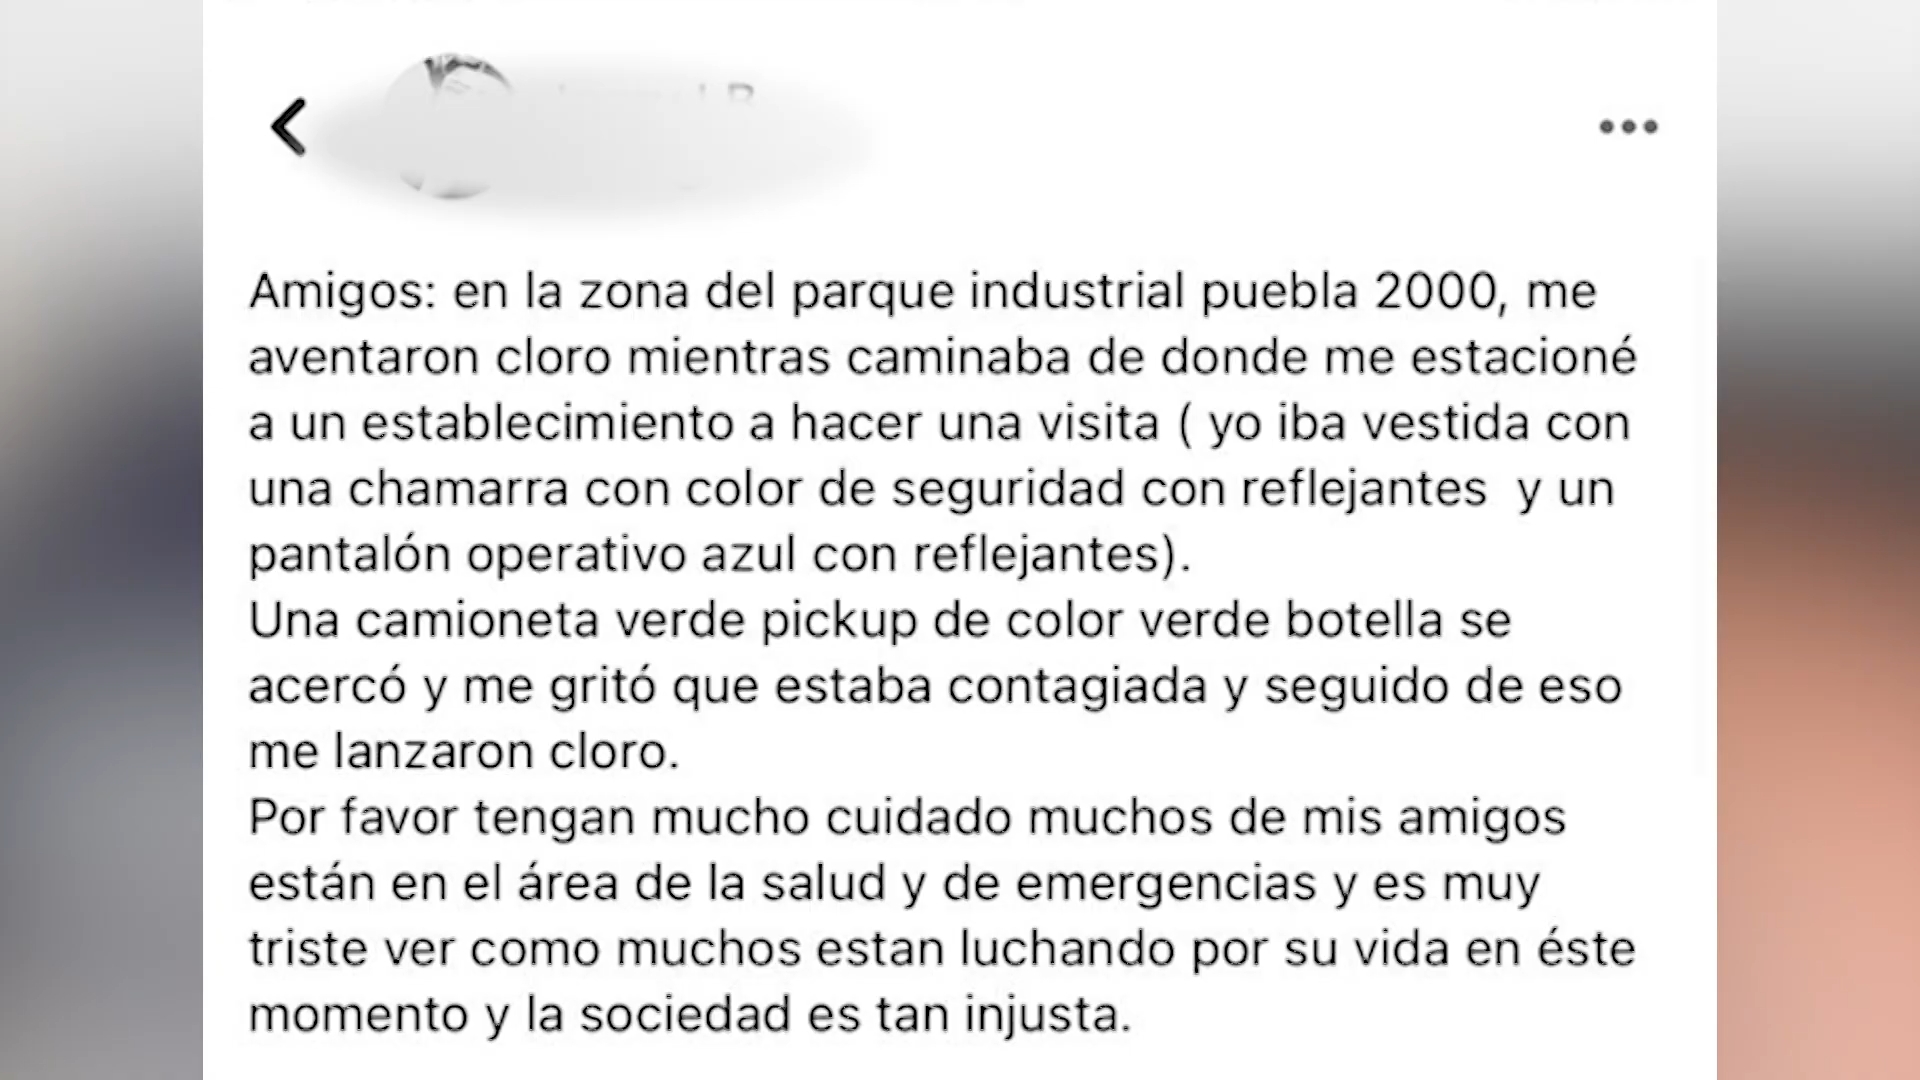 Amigos: en la zona del parque industrial puebla 2000, me
aventaron cloro mientras caminaba de donde me estacioné
a un establecimiento a hacer una visita ( yo iba vestida con
una chamarra con color de seguridad con reflejantes  y un
pantalón operativo azul con reflejantes).
Una camioneta verde pickup de color verde botella se
acercó y me gritó que estaba contagiada y seguido de eso
me lanzaron cloro.
Por favor tengan mucho cuidado muchos de mis amigos
están en el área de la salud y de emergencias y es muy
triste ver como muchos estan luchando por su vida en éste
momento y la sociedad es tan injusta.